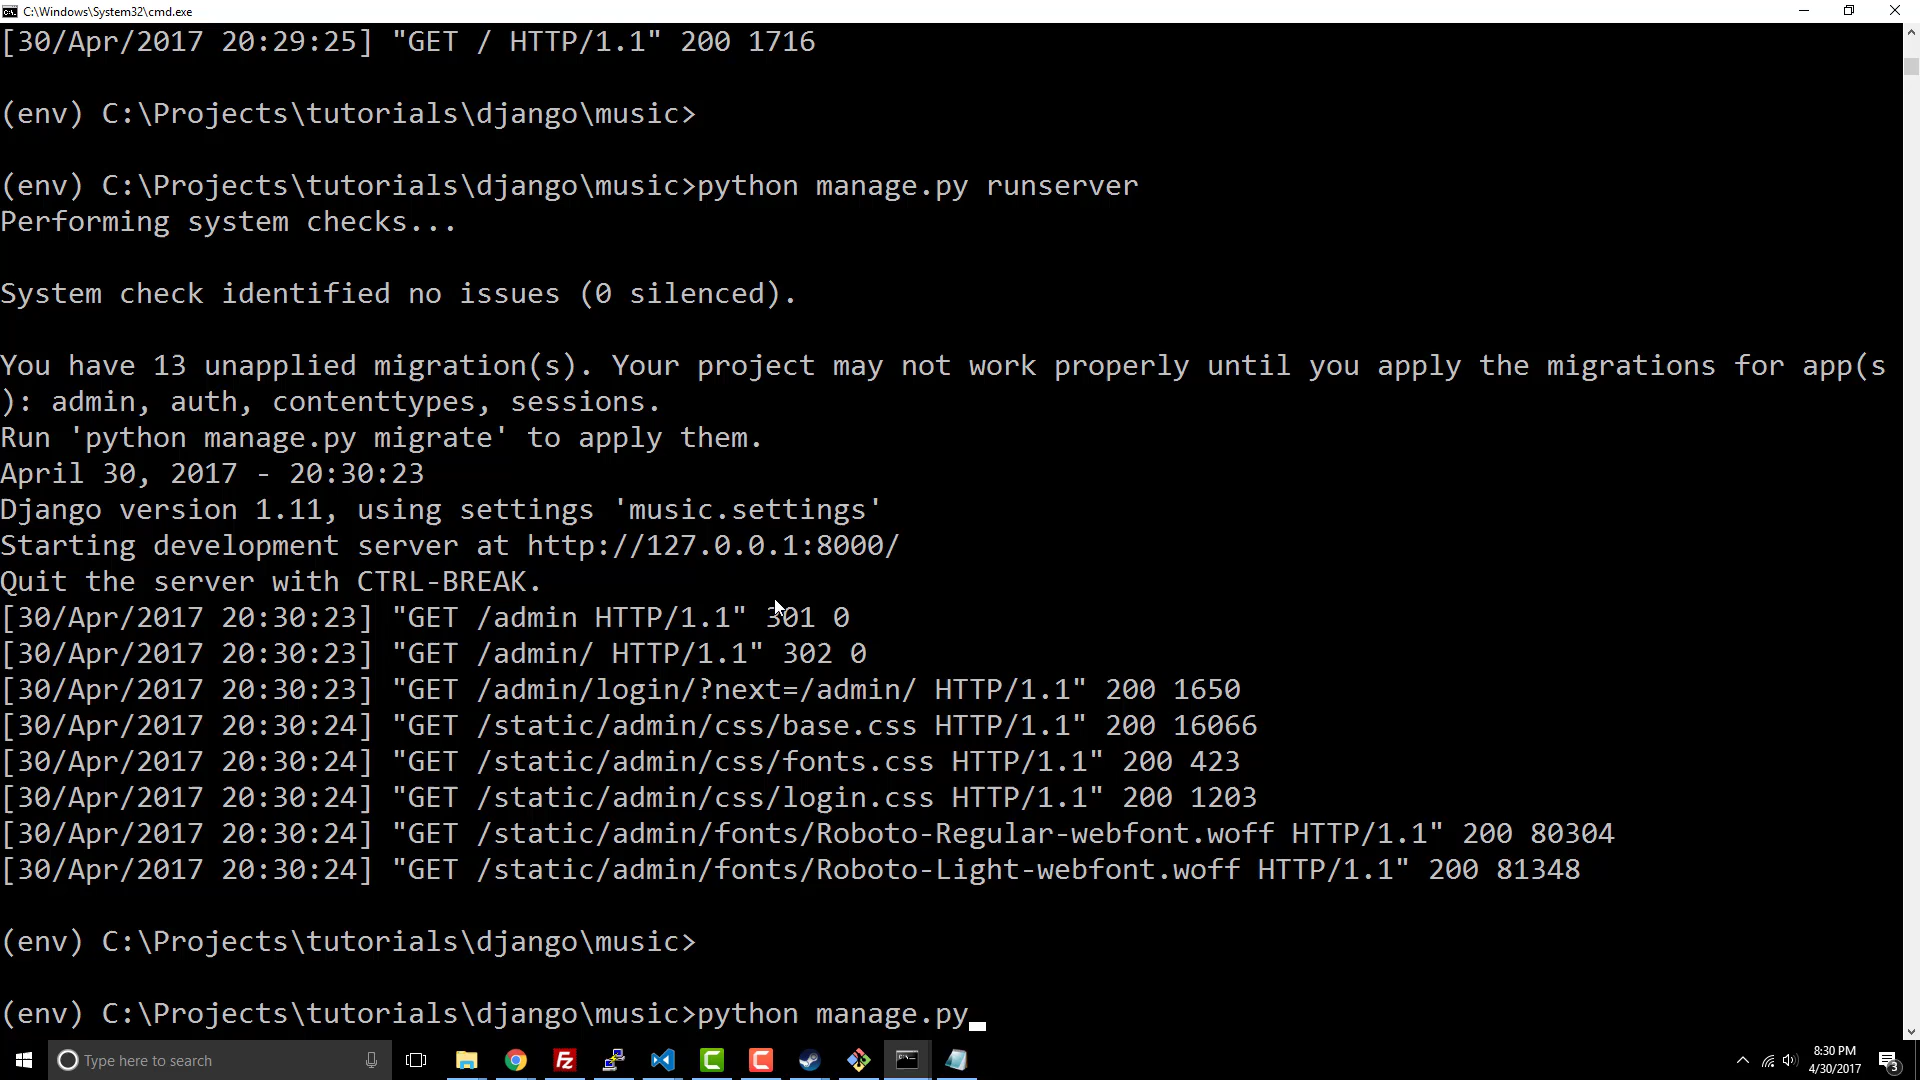 C:\Windows\System32\cmd.exe
[30/Apr/2017 20:29:25] "GET / HTTP/1.1" 200 1716
(env) C:\Projects\tutorials\django\music>
(env) C:\Projects\tutorials\django\music>python manage.py runserver
Performing system checks...
System check identified no issues (0 silenced).
You have 13 unapplied migration(s). Your project may not work properly until you apply the migrations for app(s
): admin, auth, contenttypes, sessions.
Run 'python manage.py migrate' to apply them.
April 30, 2017 - 20:30:23
Django version 1.11, using settings 'music.settings'
Starting development server at http://127.0.0.1:8000/
Quit the server with CTRL-BREAK.
[30/Apr/2017 20:30:23] "GET /admin HTTP/1.1" 301 0
[30/Apr/2017 20:30:23] "GET /admin/ HTTP/1.1" 302 0
[30/Apr/2017 20:30:23] "GET /admin/login/?next=/admin/ HTTP/1.1" 200 1650
[30/Apr/2017 20:30:24] "GET /static/admin/css/base.css HTTP/1.1" 200 16066
[30/Apr/2017 20:30:24] "GET /static/admin/css/fonts.css HTTP/1.1" 200 423
[30/Apr/2017 20:30:24] "GET /static/admin/css/login.css HTTP/1.1" 200 1203
[30/Apr/2017 20:30:24] "GET /static/admin/fonts/Roboto-Regular-webfont.woff HTTP/1.1" 200 80304
[30/Apr/2017 20:30:24] "GET /static/admin/fonts/Roboto-Light-webfont.woff HTTP/1.1" 200 81348
(env) C:\Projects\tutorials\django\music>
(env) C:\Projects\tutorials\django\music>python manage.py
Type here to search
Fz
8:30 PM
4/30/2017
3